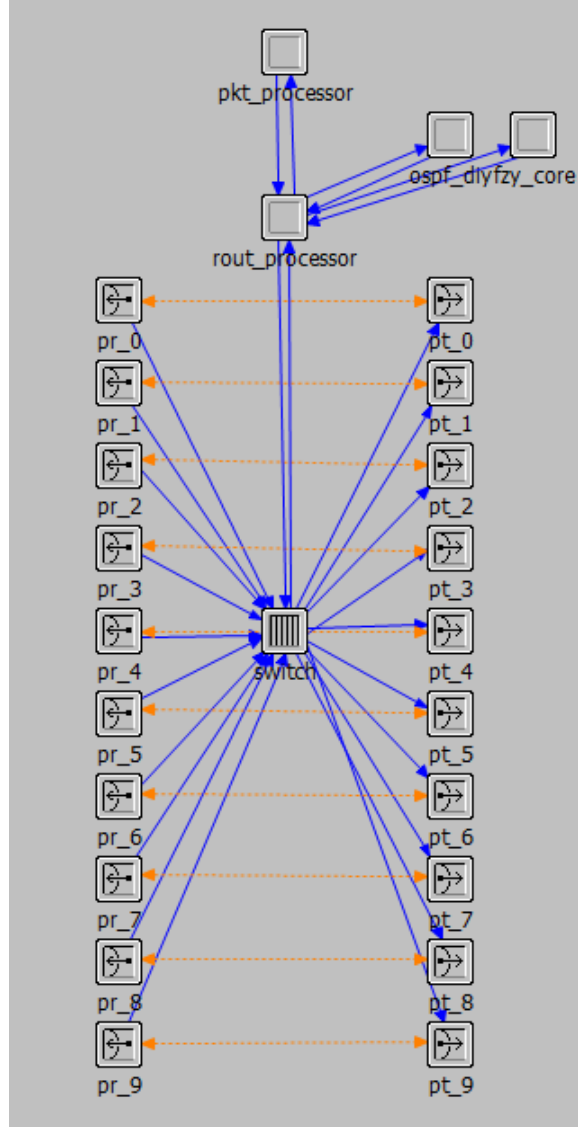 pkt_processor
ospf_dlyfzy_core
rout_processor
pr_0
pt_0
pr_1
pt_1
pr_2
pt_2
pr_3
pt_3
pr_4
switch
pt_4
pr_5
pt_5
pr_6
pt_6
pr_7
pt_7
pr_8
pt_8
pr_9
pt_9